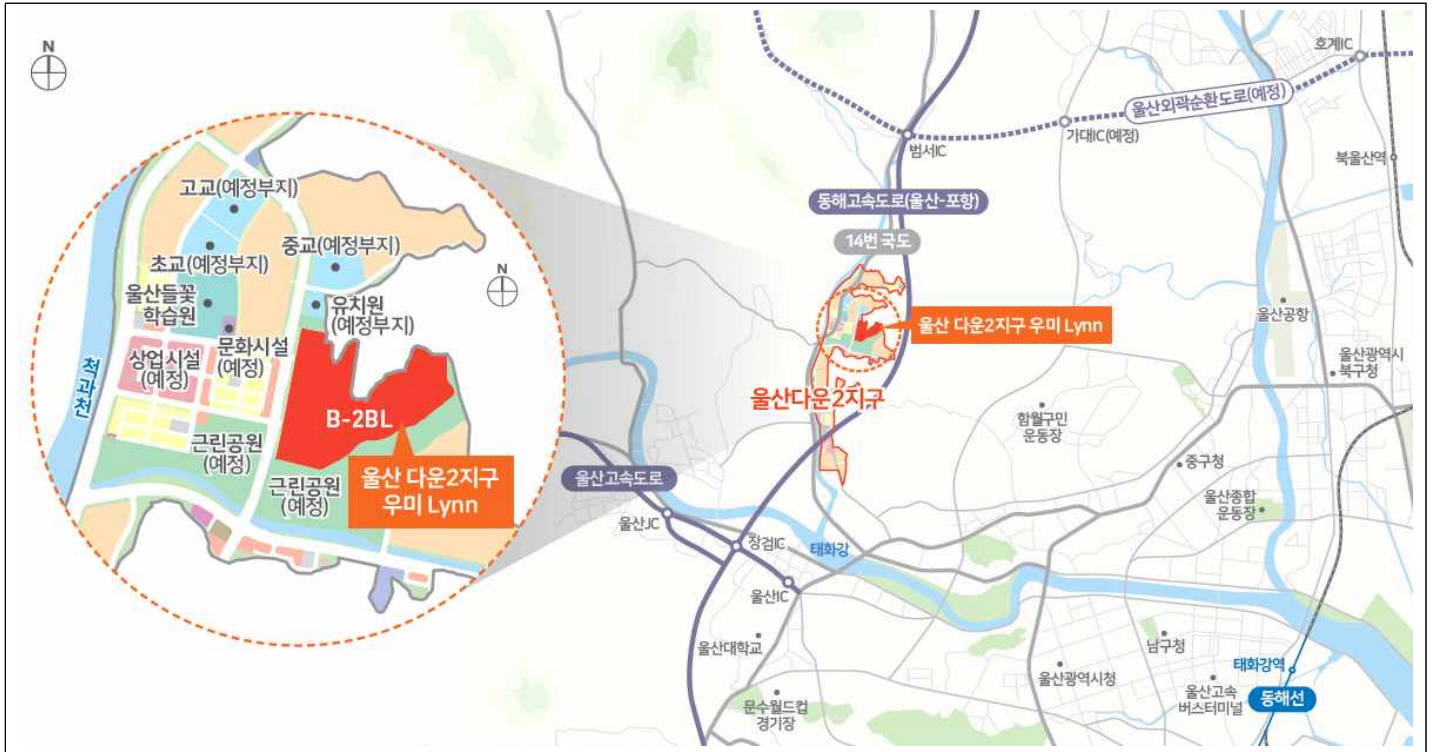 N
고교(예정부지)
중교(예정부지)
초교(예정부지)
N
울산들꽃
학습원
유치원
(예정부지)
문화시설
(예정)
상업시설
(예정)
척과천
B-2BL
근린공원
(예정)
근린공원
(예정)
울산 다운2지구
우미 Lynn
호계IC
울산외곽순환도로(예정)
가대IC(예정)
범서IC
북울산역
동해고속도로(울산-포항)
14번 국도
울산공항
울산 다운2지구 우미 Lynn
울산광역시
북구청
울산다운2지구
함월구민
운동장
중구청
울산고속도로
울산종합
운동장
울산JC
장검IC
태화강
울산IC
울산대학교
남구청
태화강역
울산광역시청
울산고속
버스터미널
동해선
문수월드컵
경기장